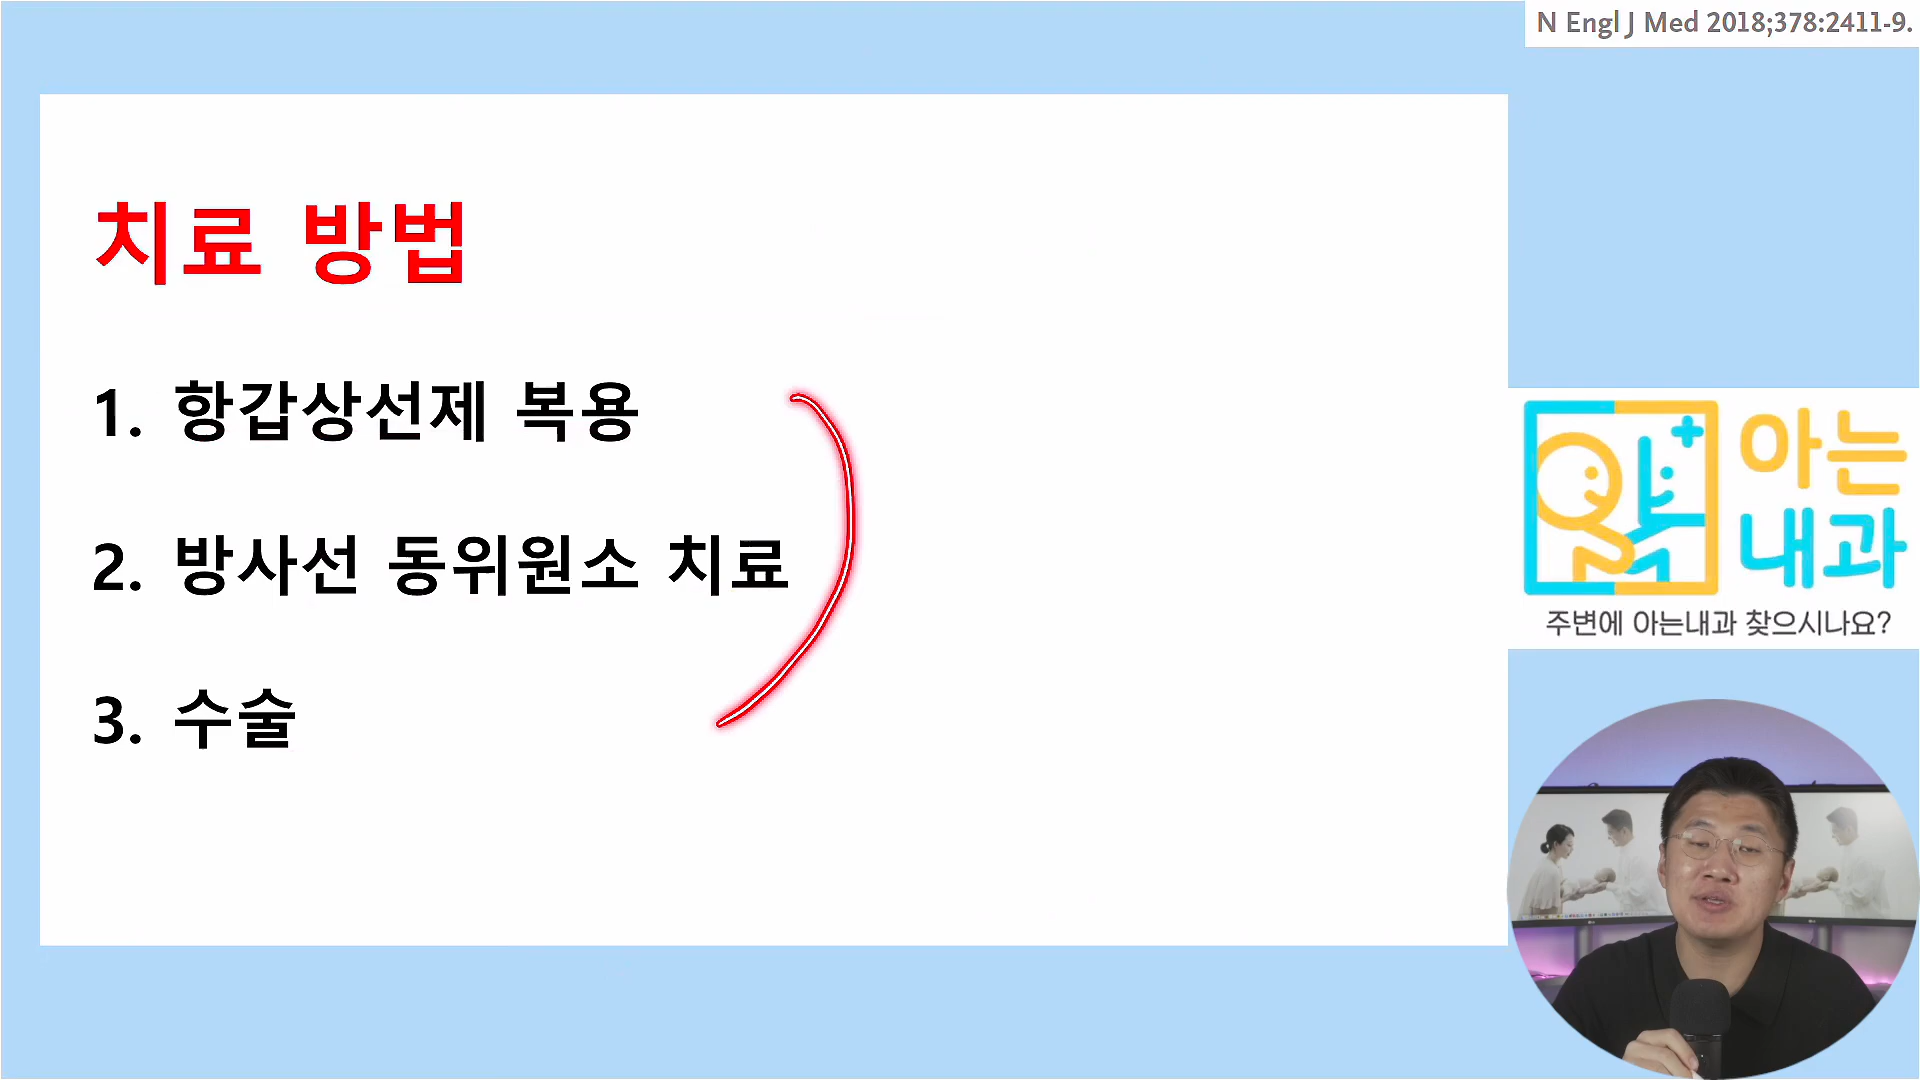 N Engl J Med 2018;378:2411-9.
치료 방법
1. 항갑상선제 복용
2. 방사선 동위원소 치료
3. 수술
아는
내과
주변에 아는내과 찾으시나요?